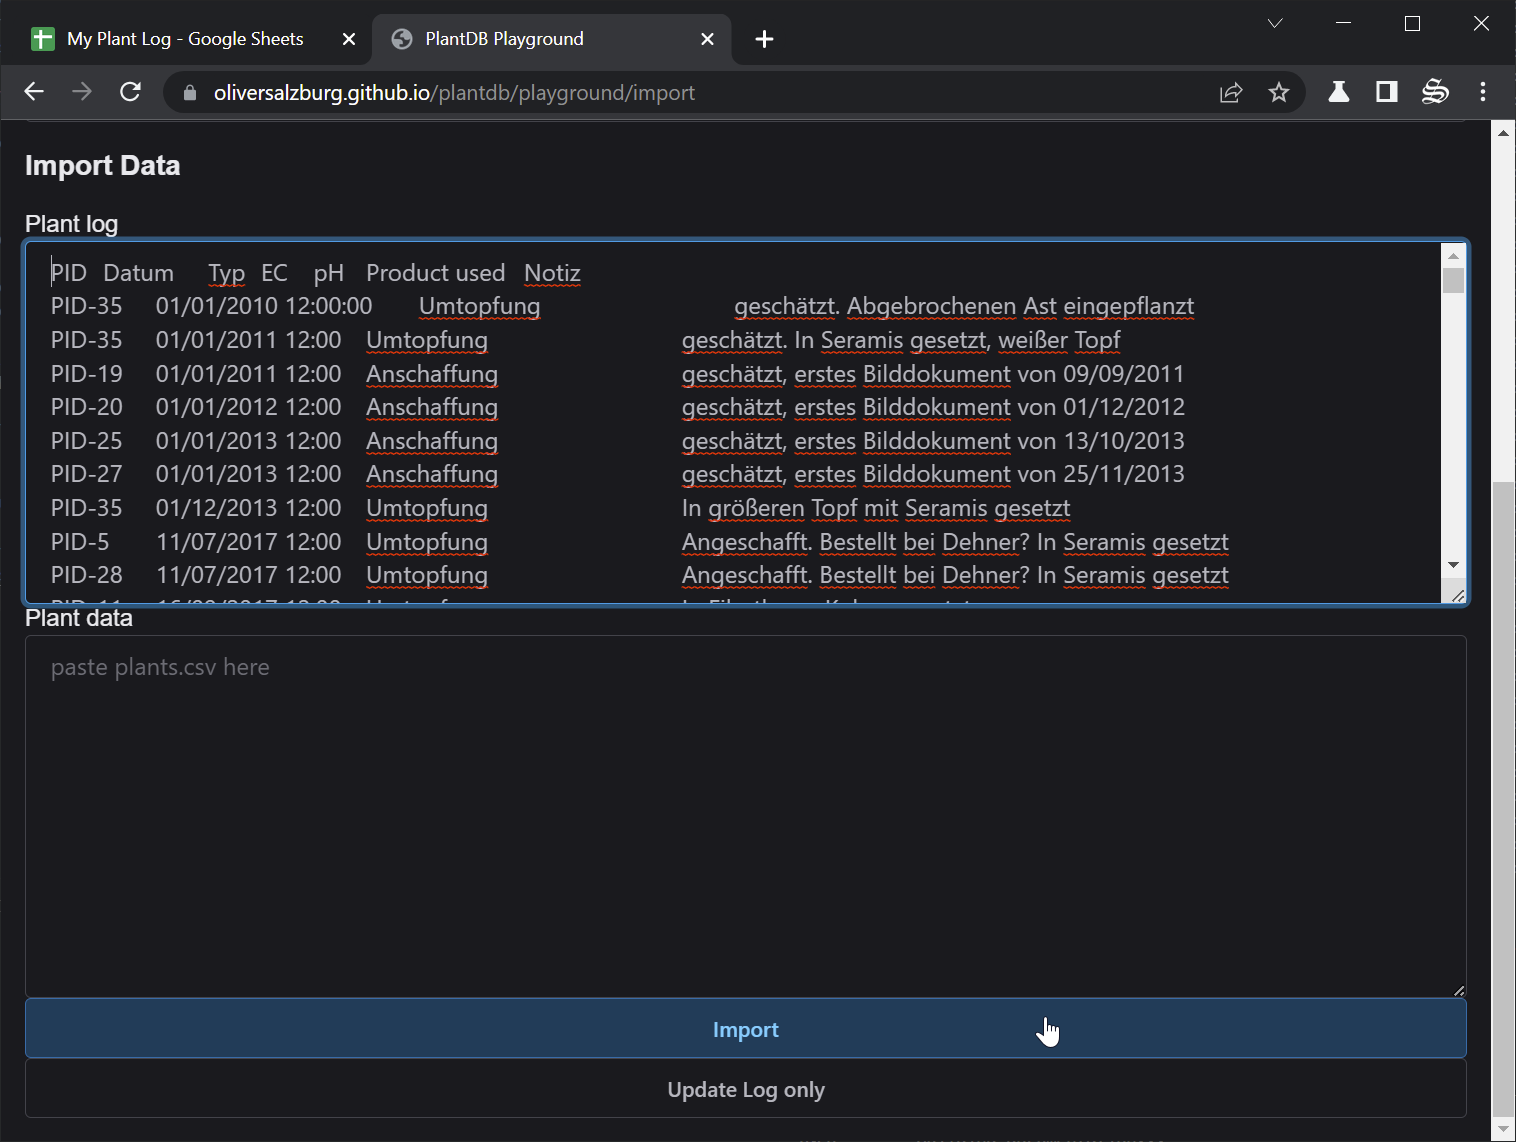 My Plant Log - Google Sheets
PlantDB Playground
oliversalzburg.github.io/plantdb/playground/import
Import Data
Plant log
PID Datum Typ EC pH Product used Notiz
PID-35 01/01/2010 12:00:00 Umtopfung geschätzt. Abgebrochenen Ast eingepflanzt
PID-35 01/01/2011 12:00 Umtopfung geschätzt. In Seramis gesetzt, weißer Topf
PID-19 01/01/2011 12:00 Anschaffung geschätzt, erstes Bilddokument von 09/09/2011
PID-20 01/01/2012 12:00 Anschaffung geschätzt, erstes Bilddokument von 01/12/2012
PID-25 01/01/2013 12:00 Anschaffung geschätzt, erstes Bilddokument von 13/10/2013
PID-27 01/01/2013 12:00 Anschaffung geschätzt, erstes Bilddokument von 25/11/2013
PID-35 01/12/2013 12:00 Umtopfung In größeren Topf mit Seramis gesetzt
PID-5 11/07/2017 12:00 Umtopfung Angeschafft. Bestellt bei Dehner? In Seramis gesetzt
PID-28 11/07/2017 12:00 Umtopfung Angeschafft. Bestellt bei Dehner? In Seramis gesetzt
Plant data
paste plants.csv here
Import
Update Log only